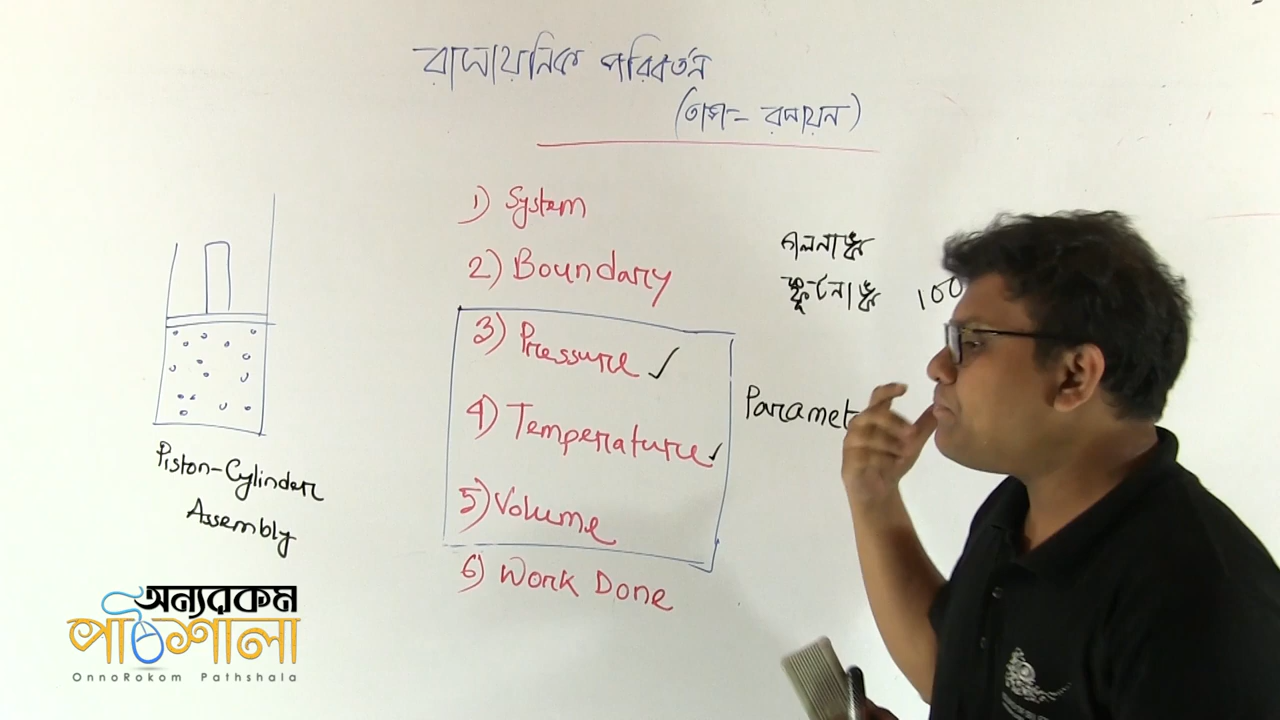 রাসায়নিক পরিবর্তন
(তাপ-রসায়ন)
1) System
2) Boundary
3) Pressure ✓
4) Temperature ✓
5) Volume
6) Work Done
গলনাঙ্ক
স্ফুটনাঙ্ক 100
Paramet
Piston-Cylinder
Assembly
অন্যরকম
পাঠশালা
OnnoRokom Pathshala